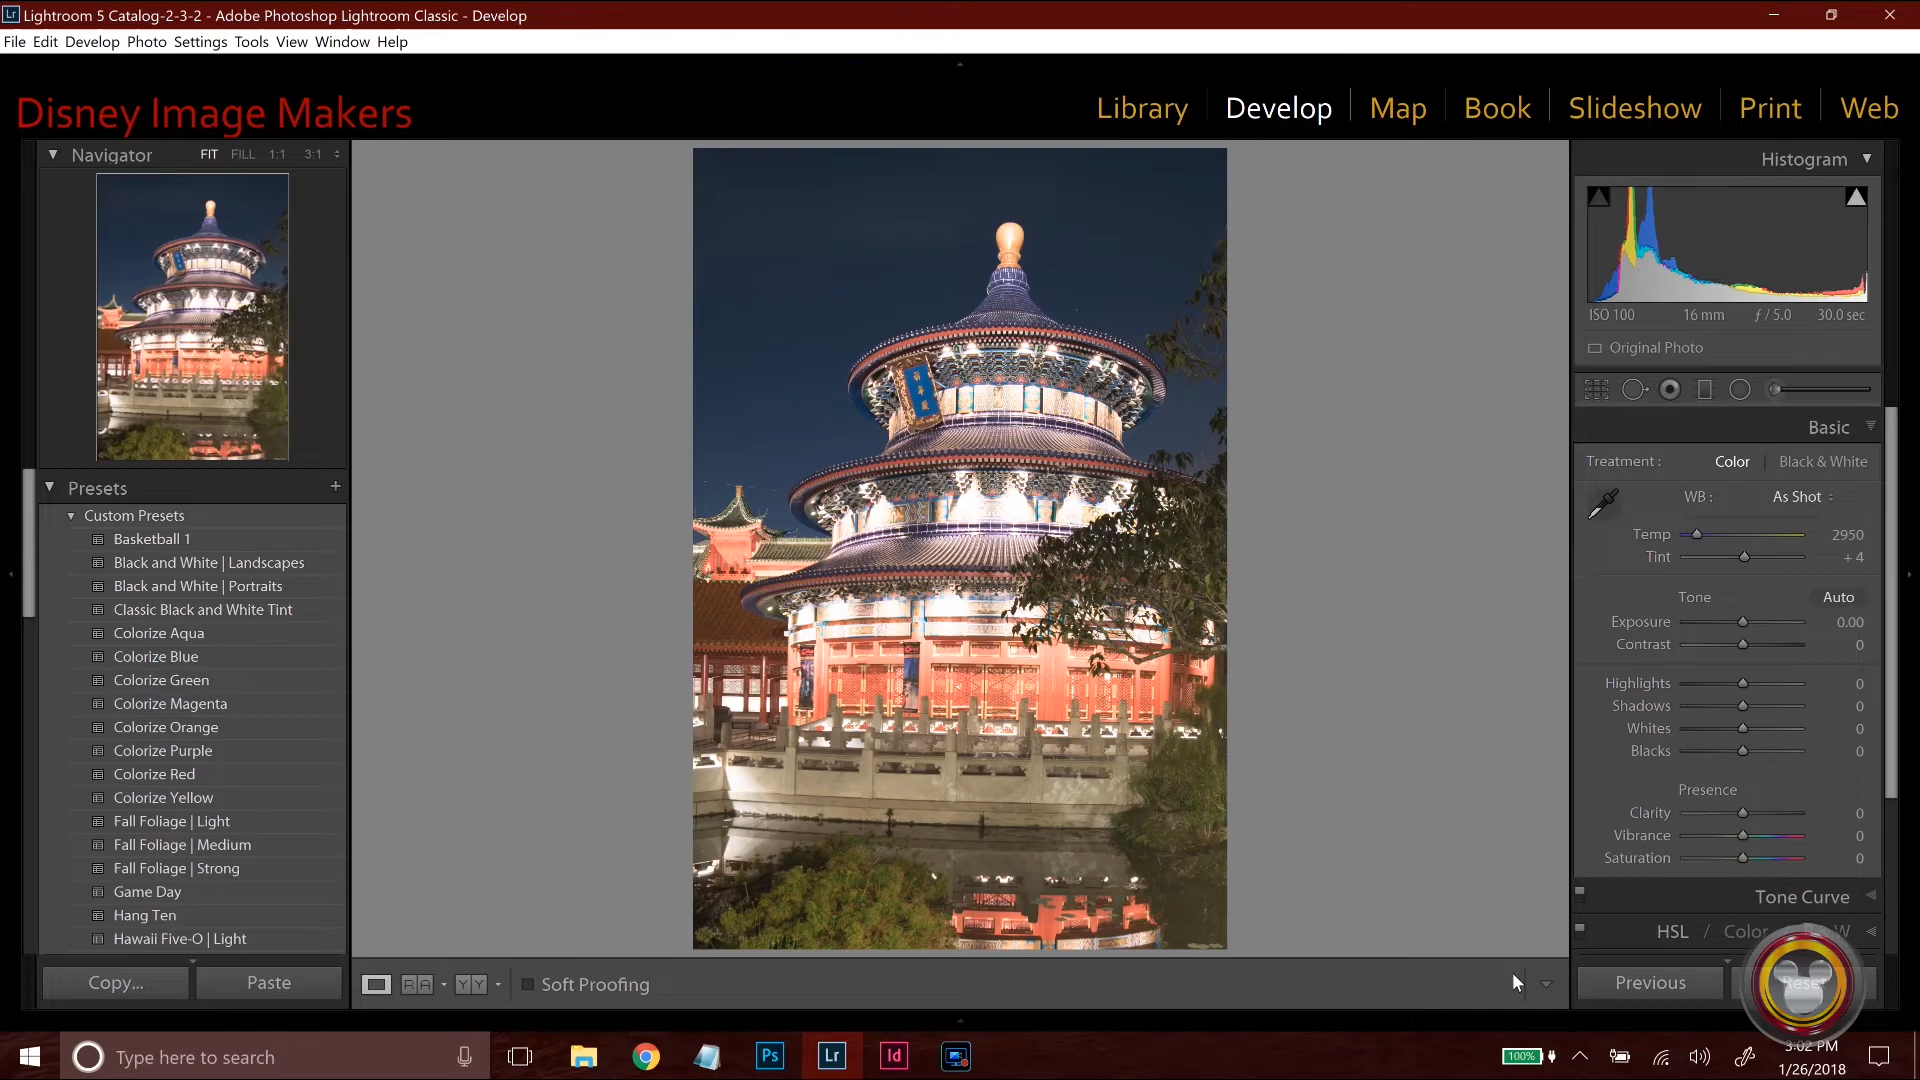 Lightroom 5 Catalog-2-3-2 - Adobe Photoshop Lightroom Classic - Develop
File Edit Develop Photo Settings Tools View Window Help
Disney Image Makers
Library Develop Map Book Slideshow Print Web
Navigator FIT FILL 1:1 3:1
Presets +
Custom Presets
Basketball 1
Black and White | Landscapes
Black and White | Portraits
Classic Black and White Tint
Colorize Aqua
Colorize Blue
Colorize Green
Colorize Magenta
Colorize Orange
Colorize Purple
Colorize Red
Colorize Yellow
Fall Foliage | Light
Fall Foliage | Medium
Fall Foliage | Strong
Game Day
Hang Ten
Hawaii Five-O | Light
Copy... Paste
R A Y Y Soft Proofing
Histogram
ISO 100 16 mm ƒ / 5.0 30.0 sec
Original Photo
Basic
Treatment : Color Black & White
WB : As Shot
Temp 2950
Tint + 4
Tone Auto
Exposure 0.00
Contrast 0
Highlights 0
Shadows 0
Whites 0
Blacks 0
Presence
Clarity 0
Vibrance 0
Saturation 0
Tone Curve
HSL / Color / B & W
Previous Reset
Type here to search
Ps Lr Id
100%
3:02 PM
1/26/2018